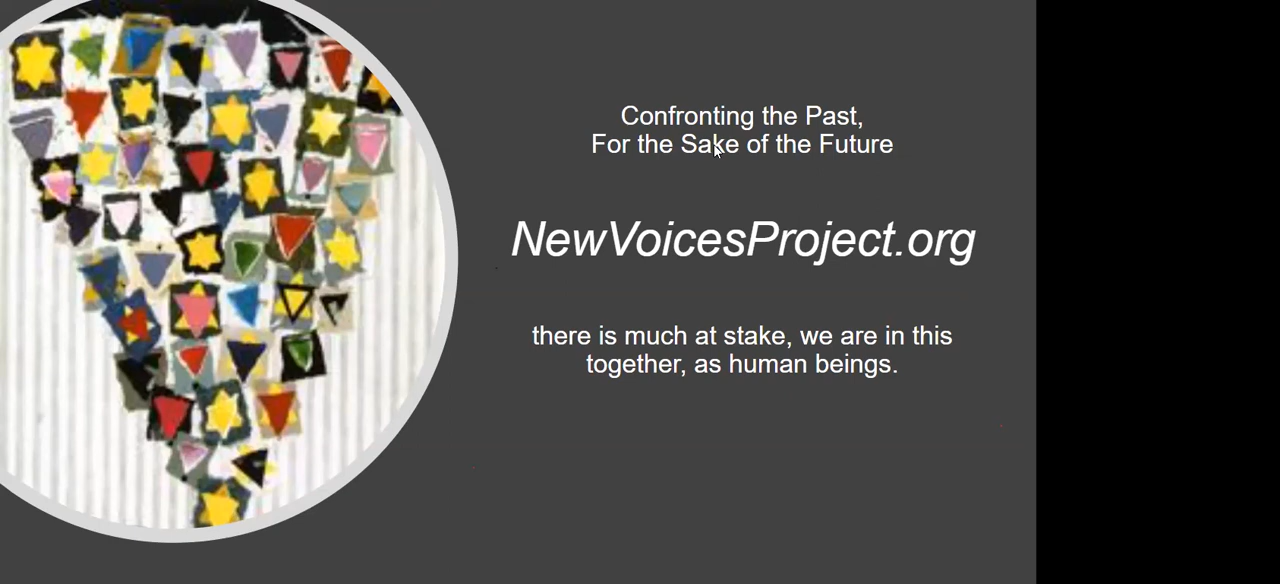 Confronting the Past,
For the Sake of the Future
NewVoicesProject.org
there is much at stake, we are in this
together, as human beings.